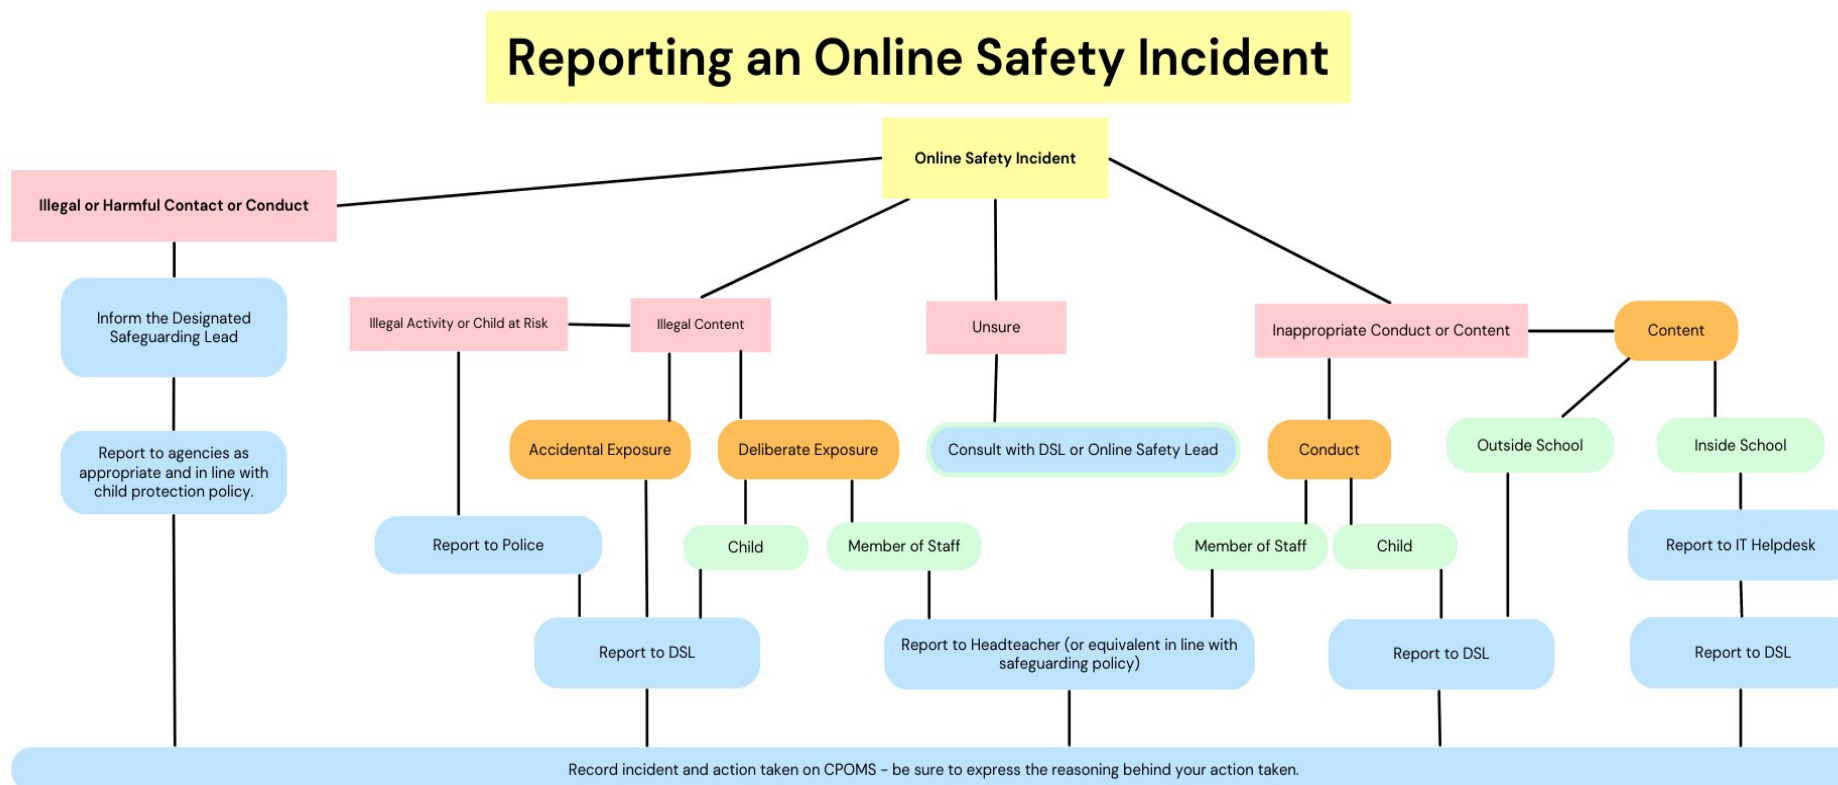 Reporting an Online Safety Incident
Online Safety Incident
Illegal or Harmful Contact or Conduct
Inform the Designated
Safeguarding Lead
Illegal Activity or Child at Risk
Illegal Content
Unsure
Inappropriate Conduct or Content
Content
Report to agencies as
appropriate and in line with
child protection policy.
Accidental Exposure
Deliberate Exposure
Consult with DSL or Online Safety Lead
Conduct
Outside School
Inside School
Report to Police
Child
Member of Staff
Member of Staff
Child
Report to IT Helpdesk
Report to DSL
Report to Headteacher (or equivalent in line with
safeguarding policy)
Report to DSL
Report to DSL
Record incident and action taken on CPOMS - be sure to express the reasoning behind your action taken.